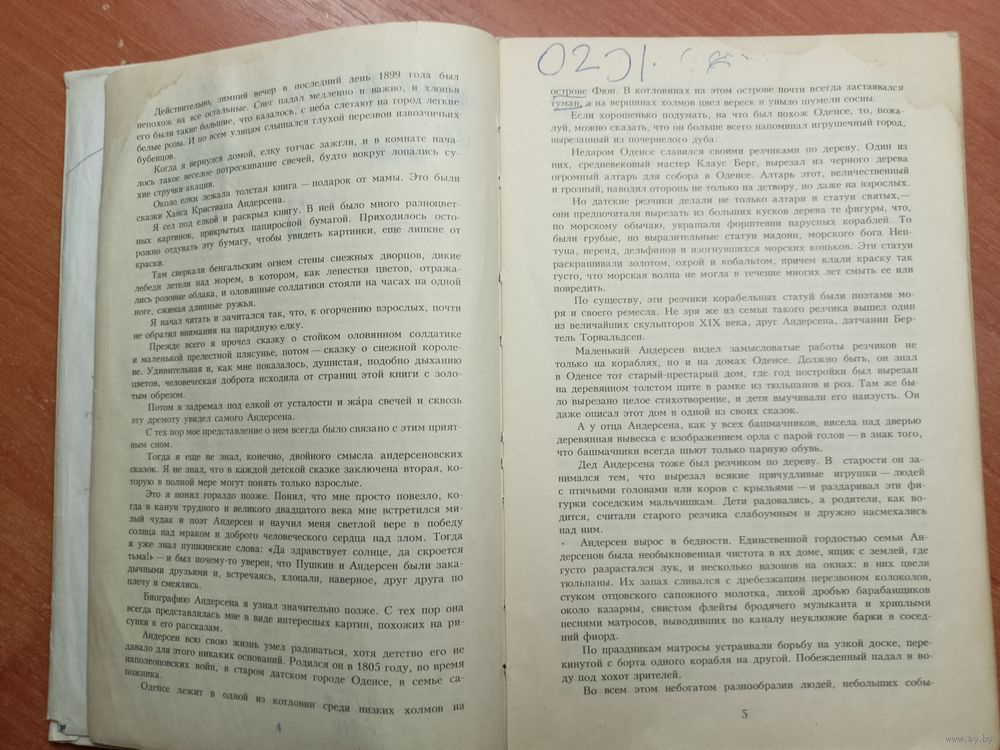 Действительно, зимний вечер в последний день 1899 года был
непохож на все остальные. Снег падал медленно и важно, и хлопья
его были такие большие, что казалось, с неба слетают на город легкие
белые розы. И по всем улицам слышался глухой перезвон извозчичьих
бубенцов.
Когда я вернулся домой, елку тотчас зажгли, и в комнате нача-
лось такое веселое потрескивание свечей, будто вокруг лопались су-
хие стручки акации.
Около елки лежала толстая книга — подарок от мамы. Это были
сказки Ханса Кристиана Андерсена.
Я сел под елкой и раскрыл книгу. В ней было много разноцвет-
ных картинок, прикрытых папиросной бумагой. Приходилось осто-
рожно отдувать эту бумагу, чтобы увидеть картинки, еще липкие от
краски.
Там сверкали бенгальским огнем стены снежных дворцов, дикие
лебеди летели над морем, в котором, как лепестки цветов, отража-
лись розовые облака, и оловянные солдатики стояли на часах на одной
ноге, сжимая длинные ружья.
Я начал читать и зачитался так, что, к огорчению взрослых, почти
не обратил внимания на нарядную елку.
Прежде всего я прочел сказку о стойком оловянном солдатике
и маленькой прелестной плясунье, потом — сказку о снежной короле-
ве. Удивительная и, как мне показалось, душистая, подобно дыханию
цветов, человеческая доброта исходила от страниц этой книги с золо-
тым обрезом.
Потом я задремал под елкой от усталости и жара свечей и сквозь
эту дремоту увидел самого Андерсена.
С тех пор мое представление о нем всегда было связано с этим прият-
ным сном.
Тогда я еще не знал, конечно, двойного смысла андерсеновских
сказок. Я не знал, что в каждой детской сказке заключена вторая, ко-
торую в полной мере могут понять только взрослые.
Это я понял гораздо позже. Понял, что мне просто повезло, ко-
гда в канун трудного и великого двадцатого века мне встретился ми-
лый чудак и поэт Андерсен и научил меня светлой вере в победу
солнца над мраком и доброго человеческого сердца над злом. Тогда
я уже знал пушкинские слова: «Да здравствует солнце, да скроется
тьма!» — и был почему-то уверен, что Пушкин и Андерсен были зака-
дычными друзьями и, встречаясь, хлопали, наверное, друг друга по
плечу и смеялись.
Биографию Андерсена я узнал значительно позже. С тех пор она
всегда представлялась мне в виде интересных картин, похожих на ри-
сунки к его рассказам.
Андерсен всю свою жизнь умел радоваться, хотя детство его не
давало для этого никаких оснований. Родился он в 1805 году, во время
наполеоновских войн, в старом датском городе Оденсе, в семье са-
пожника.
Оденсе лежит в одной из котловин среди низких холмов на
4
острове Фюн. В котловинах на этом острове почти всегда застаивался
туман, а на вершинах холмов цвел вереск и уныло шумели сосны.
Если хорошенько подумать, на что был похож Оденсе, то, пожа-
луй, можно сказать, что он больше всего напоминал игрушечный город,
вырезанный из почернелого дуба.
Недаром Оденсе славился своими резчиками по дереву. Один из
них, средневековый мастер Клаус Берг, вырезал из черного дерева
огромный алтарь для собора в Оденсе. Алтарь этот, величественный
и грозный, наводил оторопь не только на детвору, но даже на взрослых.
Но датские резчики делали не только алтари и статуи святых,—
они предпочитали вырезать из больших кусков дерева те фигуры, что,
по морскому обычаю, украшали форштевни парусных кораблей. То
были грубые, но выразительные статуи мадонн, морского бога Неп-
туна, нереид, дельфинов и изогнувшихся морских коньков. Эти статуи
раскрашивали золотом, охрой и кобальтом, причем клали краску так
густо, что морская волна не могла в течение многих лет смыть ее или
повредить.
По существу, эти резчики корабельных статуй были поэтами мо-
ря и своего ремесла. Не зря же из семьи такого резчика вышел один
из величайших скульпторов XIX века, друг Андерсена, датчанин Бер-
тель Торвальдсен.
Маленький Андерсен видел замысловатые работы резчиков не
только на кораблях, но и на домах Оденсе. Должно быть, он знал
в Оденсе тот старый-престарый дом, где год постройки был вырезан
на деревянном толстом щите в рамке из тюльпанов и роз. Там же бы-
ло вырезано целое стихотворение, и дети выучивали его наизусть. Он
даже описал этот дом в одной из своих сказок.
А у отца Андерсена, как у всех башмачников, висела над дверью
деревянная вывеска с изображением орла с парой голов — в знак того,
что башмачники всегда шьют только парную обувь.
Дед Андерсена тоже был резчиком по дереву. В старости он за-
нимался тем, что вырезал всякие причудливые игрушки — людей
с птичьими головами или коров с крыльями — и раздаривал эти фи-
гурки соседским мальчишкам. Дети радовались, а родители, как во-
дится, считали старого резчика слабоумным и дружно насмехались
над ним.
Андерсен вырос в бедности. Единственной гордостью семьи Ан-
дерсенов была необыкновенная чистота в их доме, ящик с землей, где
густо разрастался лук, и несколько вазонов на окнах: в них цвели
тюльпаны. Их запах сливался с дребезжащим перезвоном колоколов,
стуком отцовского сапожного молотка, лихой дробью барабанщиков
около казармы, свистом флейты бродячего музыканта и хриплыми
песнями матросов, выводивших по каналу неуклюжие барки в сосед-
ний фиорд.
По праздникам матросы устраивали борьбу на узкой доске, пере-
кинутой с борта одного корабля на другой. Побежденный падал в во-
ду под хохот зрителей.
Во всем этом небогатом разнообразии людей, небольших собы-
5
www.ay.by